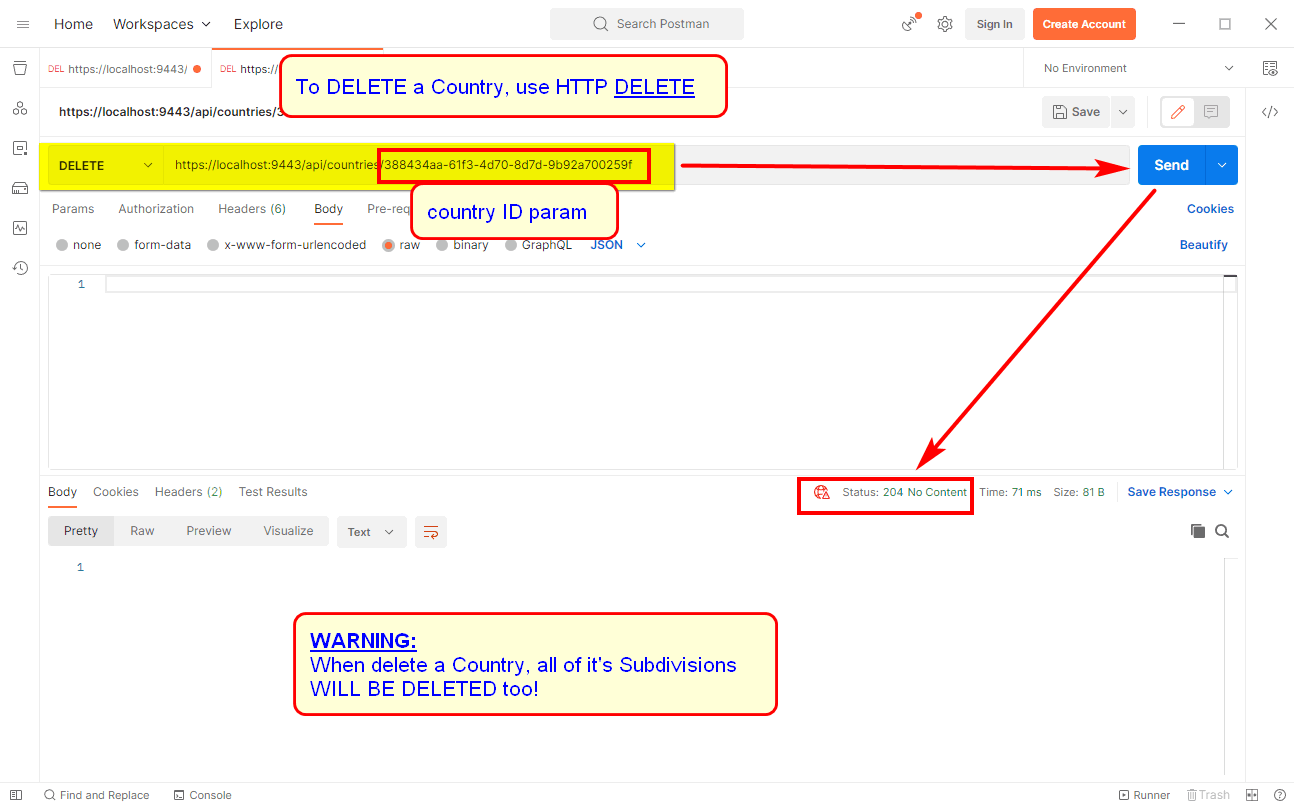 Home Workspaces Explore Search Postman Sign In Create Account
DEL https://localhost:9443/ DEL https:/ No Environment
To DELETE a Country, use HTTP DELETE
https://localhost:9443/api/countries/3 Save
DELETE https://localhost:9443/api/countries/388434aa-61f3-4d70-8d7d-9b92a700259f Send
Params Authorization Headers (6) Body Pre-req Cookies
country ID param
none form-data x-www-form-urlencoded raw binary GraphQL JSON Beautify
1
Body Cookies Headers (2) Test Results Status: 204 No Content Time: 71 ms Size: 81 B Save Response
Pretty Raw Preview Visualize Text
1
WARNING:
When delete a Country, all of it's Subdivisions
WILL BE DELETED too!
Find and Replace Console Runner Trash